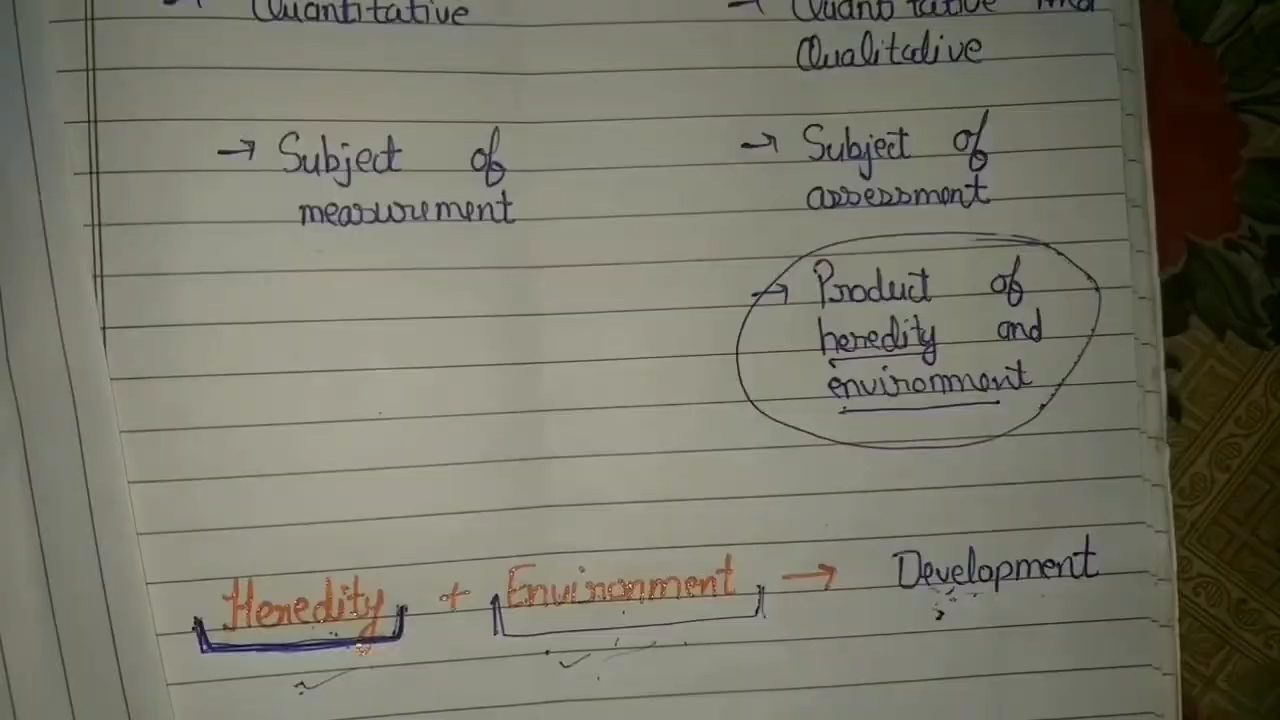 → Quantitative
→ Subject of
measurement
→ Quantitative and
Qualitative
→ Subject of
assessment
→ Product of
heredity and
environment
Heredity + Environment → Development